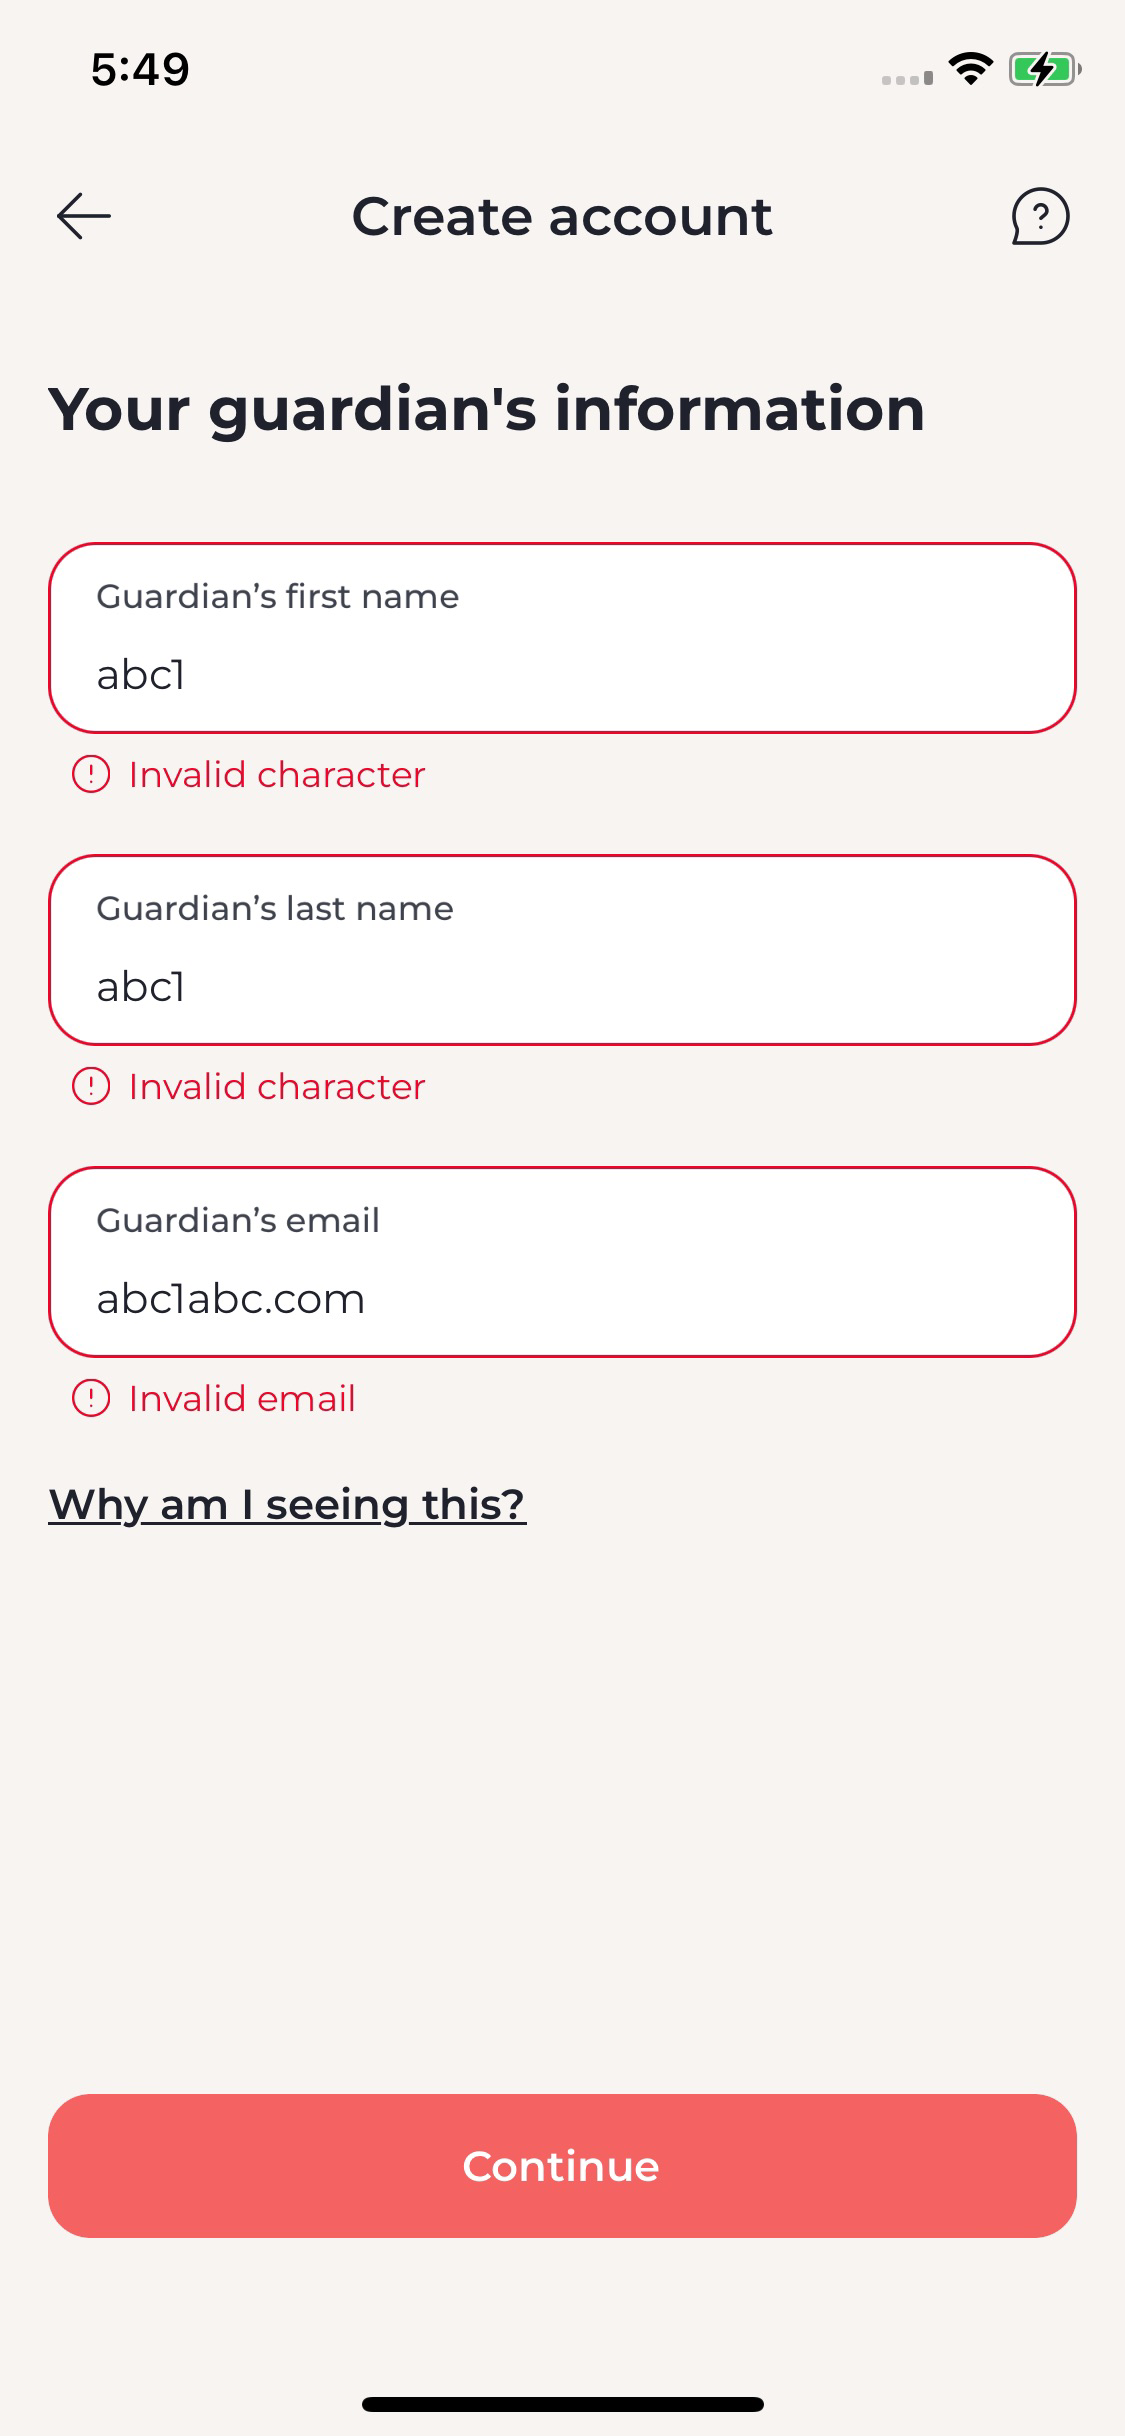 5:49
Create account
?
Your guardian's information
Guardian’s first name
abc1
! Invalid character
Guardian’s last name
abc1
! Invalid character
Guardian’s email
abc1abc.com
! Invalid email
Why am I seeing this?
Continue